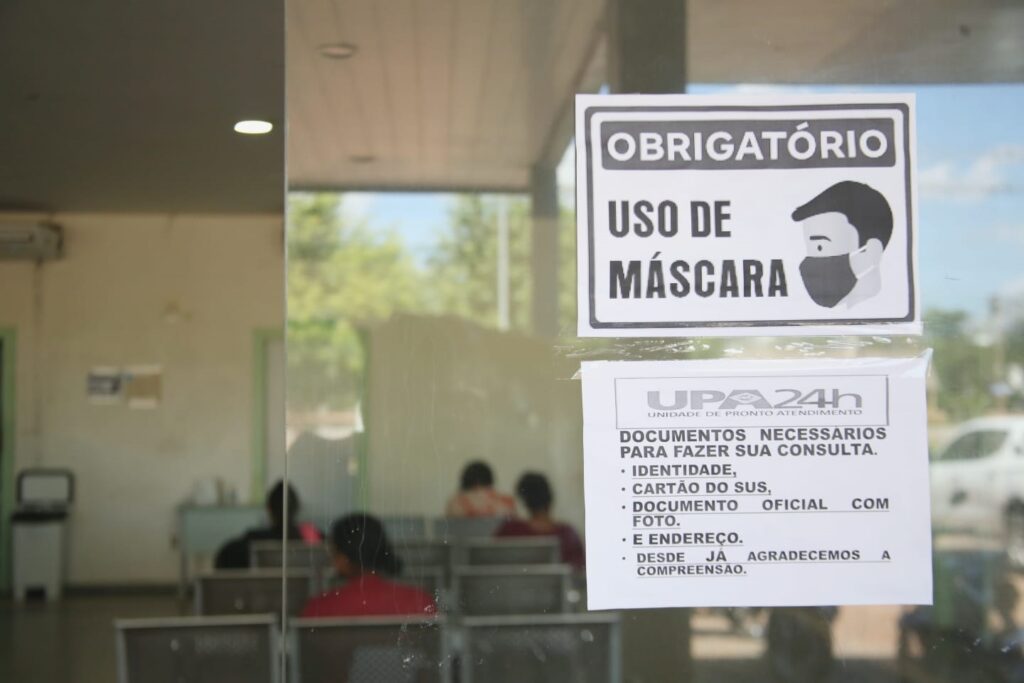 OBRIGATÓRIO
USO DE
MÁSCARA
UPA24h
UNIDADE DE PRONTO ATENDIMENTO
DOCUMENTOS NECESSARIOS
PARA FAZER SUA CONSULTA.
· IDENTIDADE,
· CARTÃO DO SUS,
· DOCUMENTO OFICIAL COM
FOTO.
· E ENDEREÇO.
· DESDE JÁ AGRADECEMOS A
COMPREENSÃO.